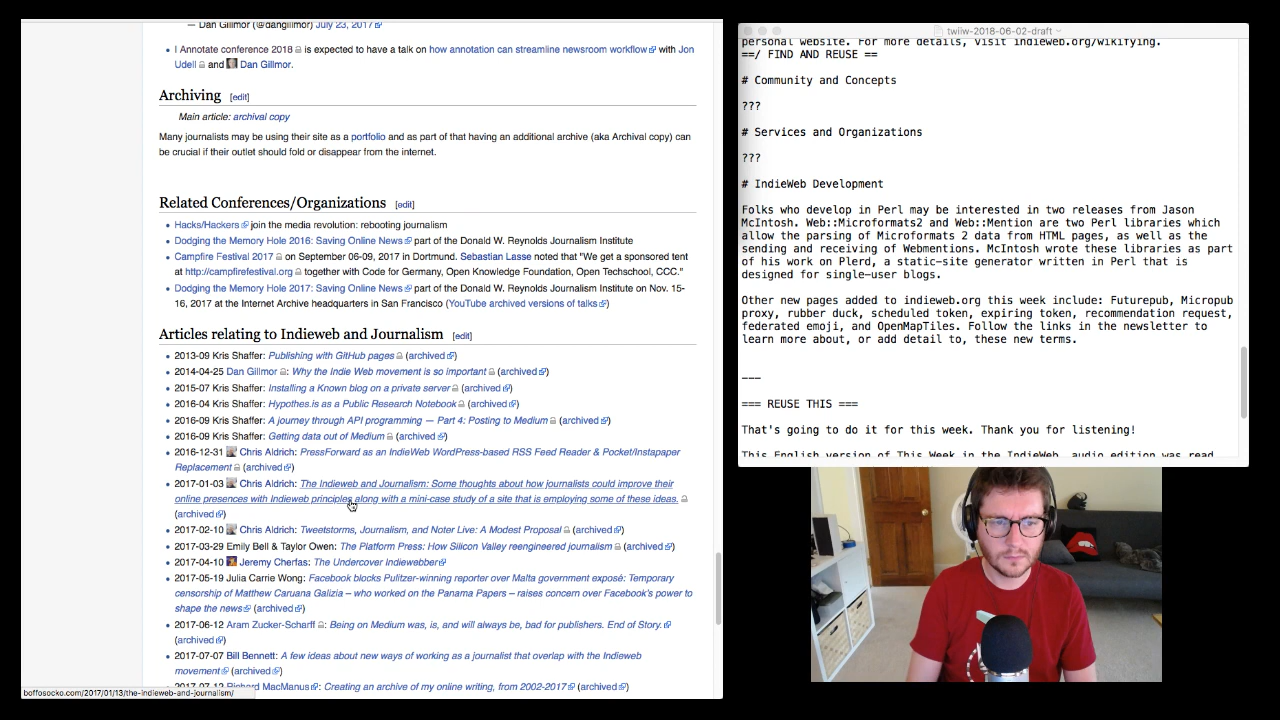 — Dan Gillmor (@dangillmor) July 23, 2017
I Annotate conference 2018 is expected to have a talk on how annotation can streamline newsroom workflow with Jon
Udell and Dan Gillmor.
Archiving [edit]
Main article: archival copy
Many journalists may be using their site as a portfolio and as part of that having an additional archive (aka Archival copy) can
be crucial if their outlet should fold or disappear from the internet.
Related Conferences/Organizations [edit]
Hacks/Hackers join the media revolution: rebooting journalism
Dodging the Memory Hole 2016: Saving Online News part of the Donald W. Reynolds Journalism Institute
Campfire Festival 2017 on September 06-09, 2017 in Dortmund. Sebastian Lasse noted that "We get a sponsored tent
at http://campfirefestival.org together with Code for Germany, Open Knowledge Foundation, Open Techschool, CCC."
Dodging the Memory Hole 2017: Saving Online News part of the Donald W. Reynolds Journalism Institute on Nov. 15-
16, 2017 at the Internet Archive headquarters in San Francisco (YouTube archived versions of talks)
Articles relating to Indieweb and Journalism [edit]
2013-09 Kris Shaffer: Publishing with GitHub pages (archived)
2014-04-25 Dan Gillmor: Why the Indie Web movement is so important (archived)
2015-07 Kris Shaffer: Installing a Known blog on a private server (archived)
2016-04 Kris Shaffer: Hypothes.is as a Public Research Notebook (archived)
2016-09 Kris Shaffer: A journey through API programming — Part 4: Posting to Medium (archived)
2016-09 Kris Shaffer: Getting data out of Medium (archived)
2016-12-31 Chris Aldrich: PressForward as an IndieWeb WordPress-based RSS Feed Reader & Pocket/Instapaper
Replacement (archived)
2017-01-03 Chris Aldrich: The Indieweb and Journalism: Some thoughts about how journalists could improve their
online presences with Indieweb principles along with a mini-case study of a site that is employing some of these ideas.
(archived)
2017-02-10 Chris Aldrich: Tweetstorms, Journalism, and Noter Live: A Modest Proposal (archived)
2017-03-29 Emily Bell & Taylor Owen: The Platform Press: How Silicon Valley reengineered journalism (archived)
2017-04-10 Jeremy Cherfas: The Undercover Indiewebber
2017-05-19 Julia Carrie Wong: Facebook blocks Pulitzer-winning reporter over Malta government exposé: Temporary
censorship of Matthew Caruana Galizia – who worked on the Panama Papers – raises concern over Facebook's power to
shape the news (archived)
2017-06-12 Aram Zucker-Scharff: Being on Medium was, is, and will always be, bad for publishers. End of Story.
(archived)
2017-07-07 Bill Bennett: A few ideas about new ways of working as a journalist that overlap with the Indieweb
movement (archived)
2017-07-12 Richard MacManus: Creating an archive of my online writing, from 2002-2017 (archived)
boffosocko.com/2017/01/13/the-indieweb-and-journalism/
twiiw-2018-06-02-draft
personal website. For more details, visit indieweb.org/wikifying.
==/ FIND AND REUSE ==
# Community and Concepts
???
# Services and Organizations
???
# IndieWeb Development
Folks who develop in Perl may be interested in two releases from Jason
McIntosh. Web::Microformats2 and Web::Mention are two Perl libraries which
allow the parsing of Microformats 2 data from HTML pages, as well as the
sending and receiving of Webmentions. McIntosh wrote these libraries as part
of his work on Plerd, a static-site generator written in Perl that is
designed for single-user blogs.
Other new pages added to indieweb.org this week include: Futurepub, Micropub
proxy, rubber duck, scheduled token, expiring token, recommendation request,
federated emoji, and OpenMapTiles. Follow the links in the newsletter to
learn more about, or add detail to, these new terms.
---
=== REUSE THIS ===
That's going to do it for this week. Thank you for listening!
This English version of This Week in the IndieWeb, audio edition was read